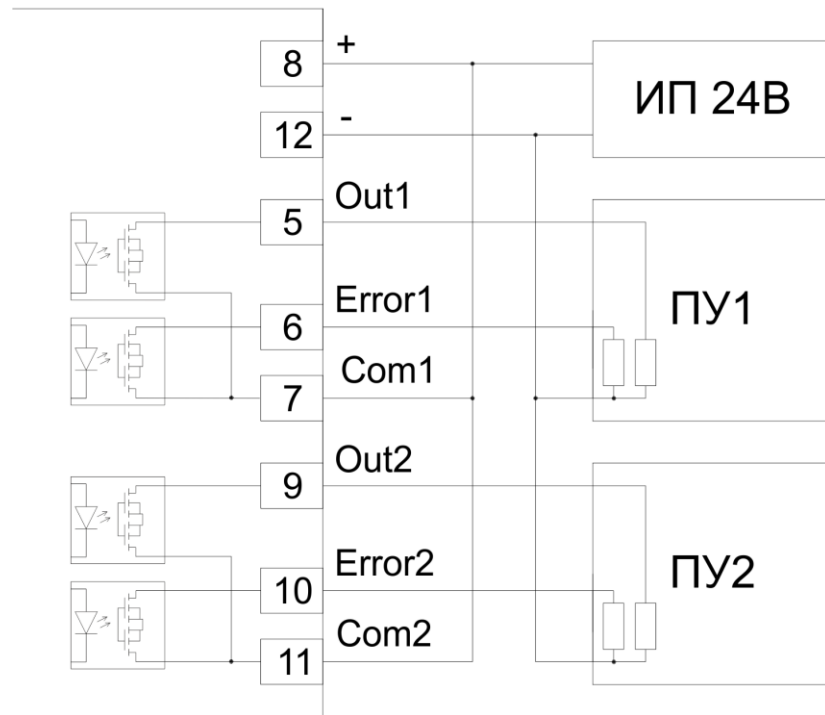 8 +
ИП 24В
12 -
5 Out1
6 Error1
ПУ1
7 Com1
9 Out2
10 Error2
ПУ2
11 Com2